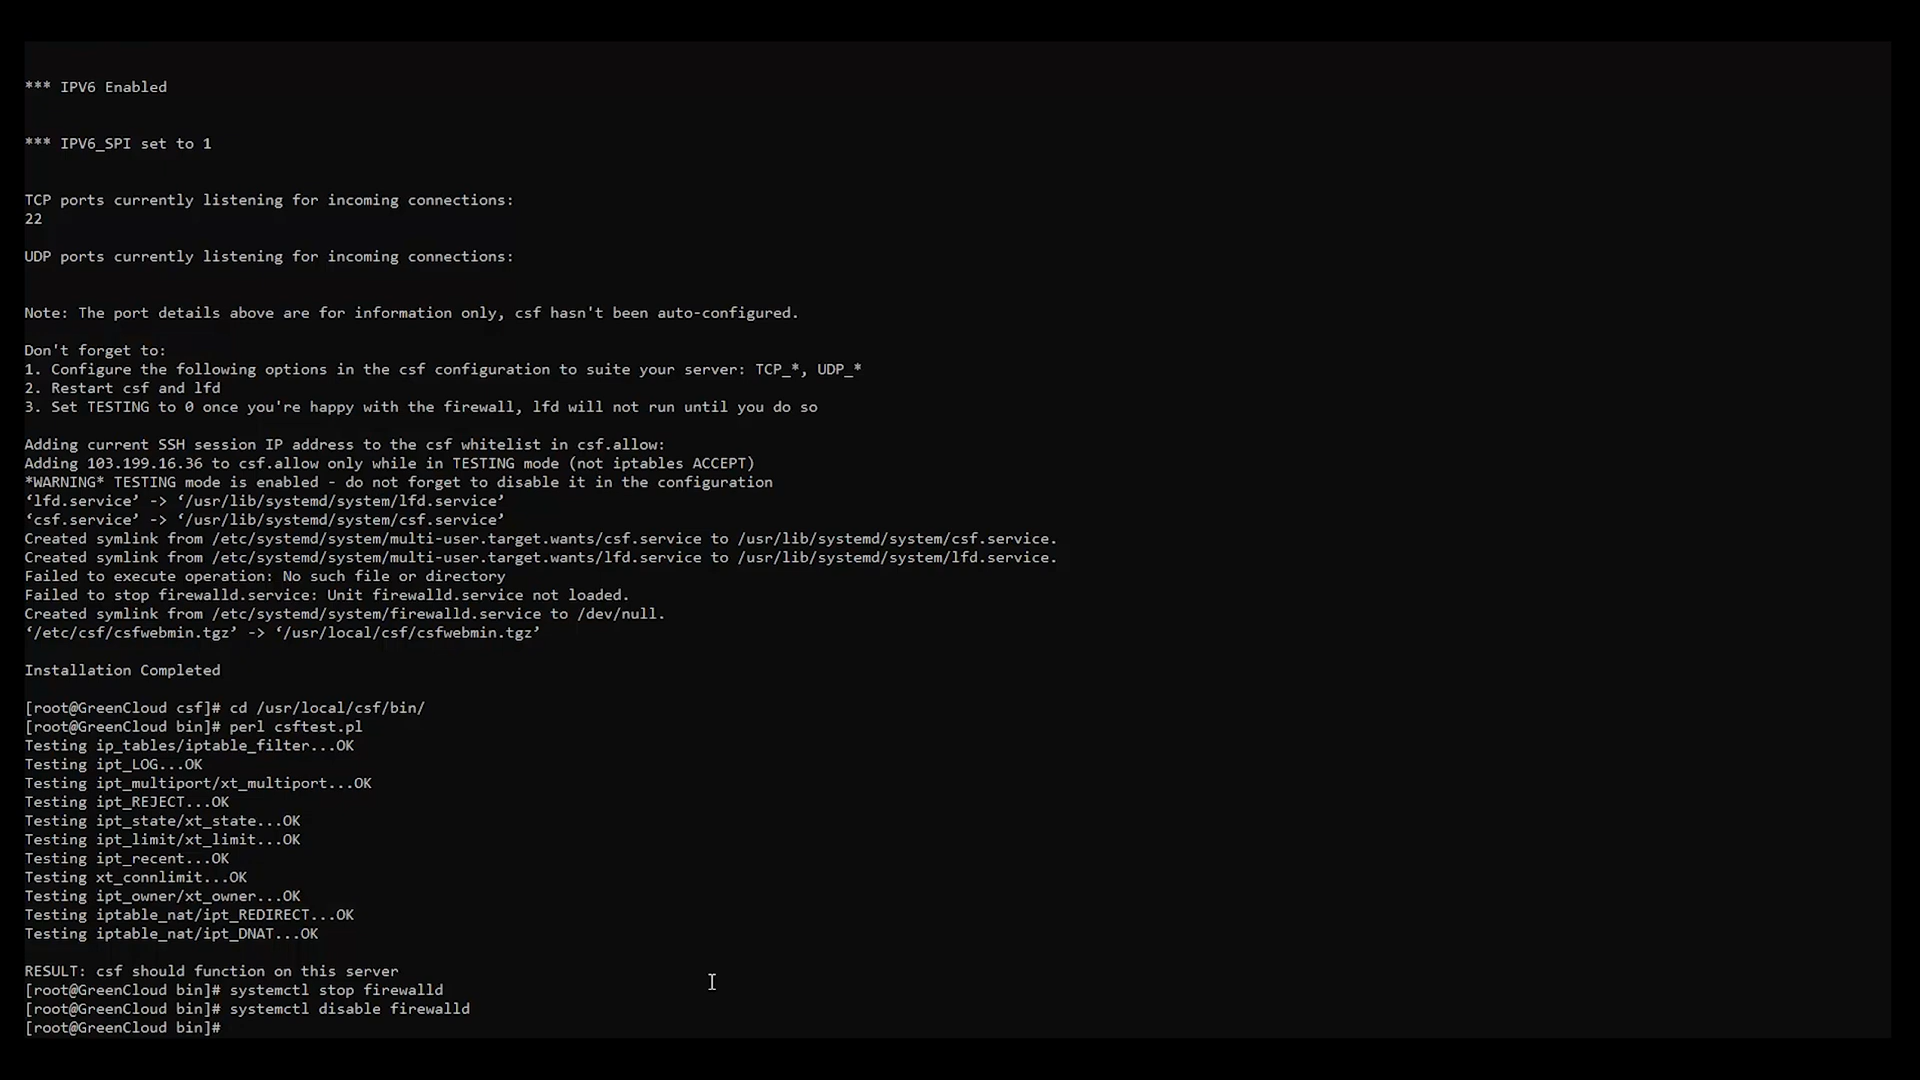 *** IPV6 Enabled
*** IPV6_SPI set to 1
TCP ports currently listening for incoming connections:
22
UDP ports currently listening for incoming connections:
Note: The port details above are for information only, csf hasn't been auto-configured.
Don't forget to:
1. Configure the following options in the csf configuration to suite your server: TCP_*, UDP_*
2. Restart csf and lfd
3. Set TESTING to 0 once you're happy with the firewall, lfd will not run until you do so
Adding current SSH session IP address to the csf whitelist in csf.allow:
Adding 103.199.16.36 to csf.allow only while in TESTING mode (not iptables ACCEPT)
*WARNING* TESTING mode is enabled - do not forget to disable it in the configuration
‘lfd.service’ -> ‘/usr/lib/systemd/system/lfd.service’
‘csf.service’ -> ‘/usr/lib/systemd/system/csf.service’
Created symlink from /etc/systemd/system/multi-user.target.wants/csf.service to /usr/lib/systemd/system/csf.service.
Created symlink from /etc/systemd/system/multi-user.target.wants/lfd.service to /usr/lib/systemd/system/lfd.service.
Failed to execute operation: No such file or directory
Failed to stop firewalld.service: Unit firewalld.service not loaded.
Created symlink from /etc/systemd/system/firewalld.service to /dev/null.
‘/etc/csf/csfwebmin.tgz’ -> ‘/usr/local/csf/csfwebmin.tgz’
Installation Completed
[root@GreenCloud csf]# cd /usr/local/csf/bin/
[root@GreenCloud bin]# perl csftest.pl
Testing ip_tables/iptable_filter...OK
Testing ipt_LOG...OK
Testing ipt_multiport/xt_multiport...OK
Testing ipt_REJECT...OK
Testing ipt_state/xt_state...OK
Testing ipt_limit/xt_limit...OK
Testing ipt_recent...OK
Testing xt_connlimit...OK
Testing ipt_owner/xt_owner...OK
Testing iptable_nat/ipt_REDIRECT...OK
Testing iptable_nat/ipt_DNAT...OK
RESULT: csf should function on this server
[root@GreenCloud bin]# systemctl stop firewalld
[root@GreenCloud bin]# systemctl disable firewalld
[root@GreenCloud bin]#